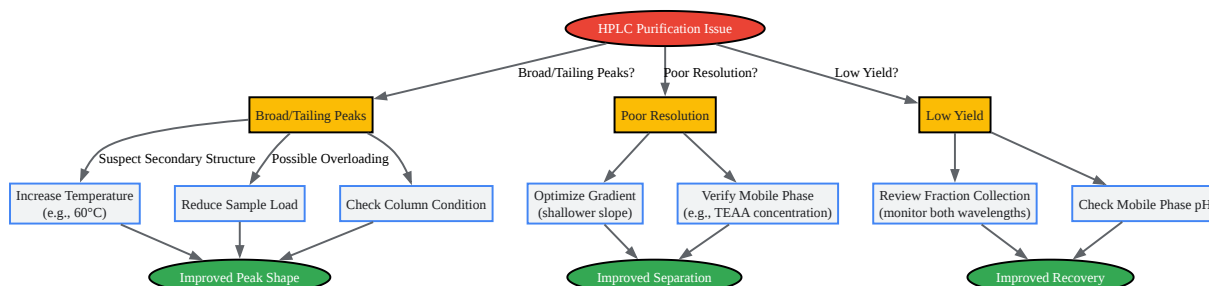 HPLC Purification Issue
Broad/Tailing Peaks?
Poor Resolution?
Low Yield?
Broad/Tailing Peaks
Poor Resolution
Low Yield
Suspect Secondary Structure
Possible Overloading
Increase Temperature
(e.g., 60°C)
Reduce Sample Load
Check Column Condition
Optimize Gradient
(shallower slope)
Verify Mobile Phase
(e.g., TEAA concentration)
Review Fraction Collection
(monitor both wavelengths)
Check Mobile Phase pH
Improved Peak Shape
Improved Separation
Improved Recovery